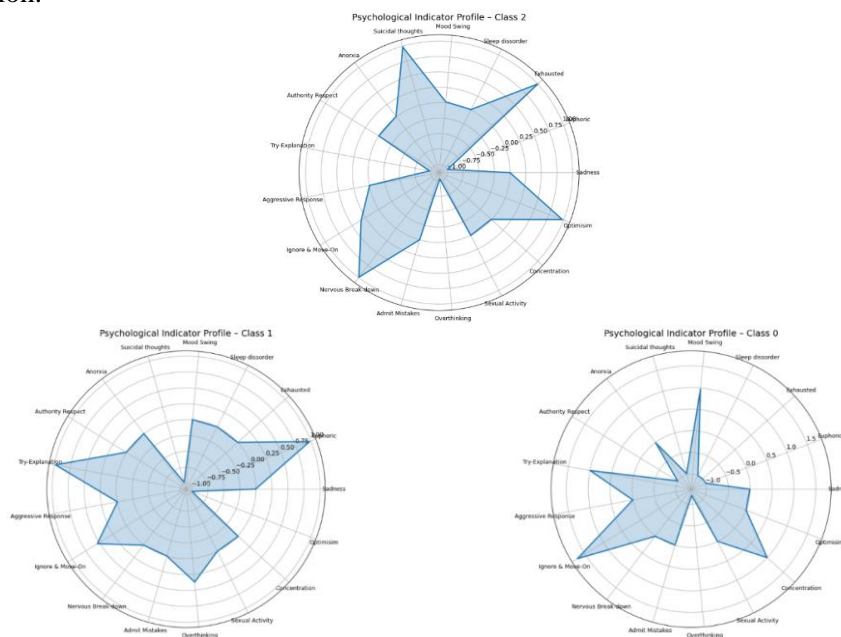 ion.
Psychological Indicator Profile – Class 2
Mood Swing
Suicidal thoughts
Sleep dissorder
Anorxia
Exhausted
Authority Respect
Euphoric
1.00
0.75
0.50
0.25
0.00
−0.25
−0.50
−0.75
−1.00
Try-Explanation
Sadness
Aggressive Response
Optimisim
Ignore & Move-On
Concentration
Nervous Break-down
Sexual Activity
Admit Mistakes
Overthinking
Psychological Indicator Profile – Class 1
Mood Swing
Suicidal thoughts
Sleep dissorder
Anorxia
Exhausted
Authority Respect
Euphoric
1.00
0.75
0.50
0.25
0.00
−0.25
−0.50
−0.75
−1.00
Try-Explanation
Sadness
Aggressive Response
Optimisim
Ignore & Move-On
Concentration
Nervous Break-down
Sexual Activity
Admit Mistakes
Overthinking
Psychological Indicator Profile – Class 0
Mood Swing
Suicidal thoughts
Sleep dissorder
Anorxia
Exhausted
Authority Respect
Euphoric
1.5
1.0
0.5
0.0
−0.5
−1.0
Try-Explanation
Aggressive Response
Ignore & Move-On
Concentration
Nervous Break-down
Sexual Activity
Admit Mistakes
Overthinking